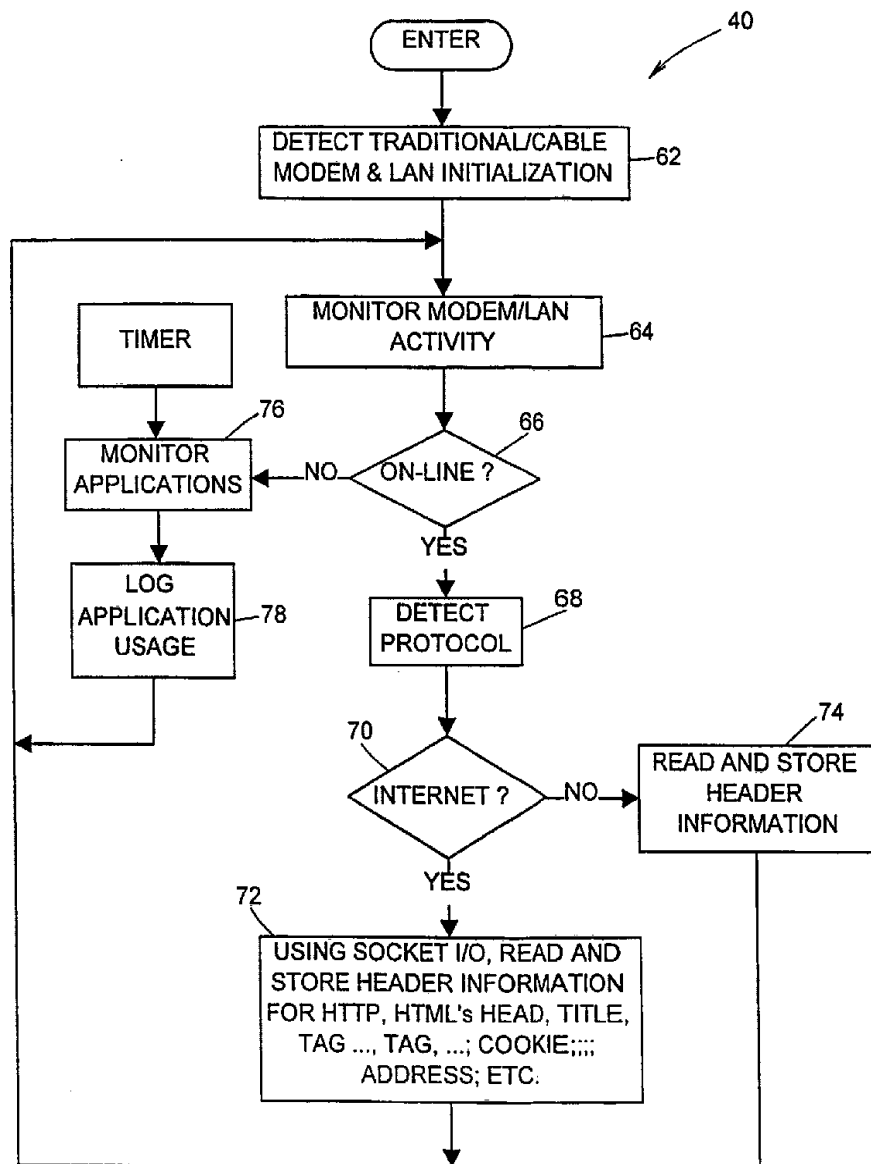 ENTER
40
DETECT TRADITIONAL/CABLE
MODEM & LAN INITIALIZATION
62
MONITOR MODEM/LAN
ACTIVITY
64
TIMER
76
MONITOR
APPLICATIONS
66
ON-LINE ?
NO
YES
LOG
APPLICATION
USAGE
78
DETECT
PROTOCOL
68
70
INTERNET ?
NO
74
READ AND STORE
HEADER
INFORMATION
YES
72
USING SOCKET I/O, READ AND
STORE HEADER INFORMATION
FOR HTTP, HTML's HEAD, TITLE,
TAG ..., TAG, ...; COOKIE;;;;
ADDRESS; ETC.